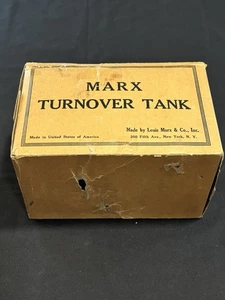 MARX
TURNOVER TANK
Made by Louis Marx & Co., Inc.
Made in United States of America
200 Fifth Ave., New York, N. Y.